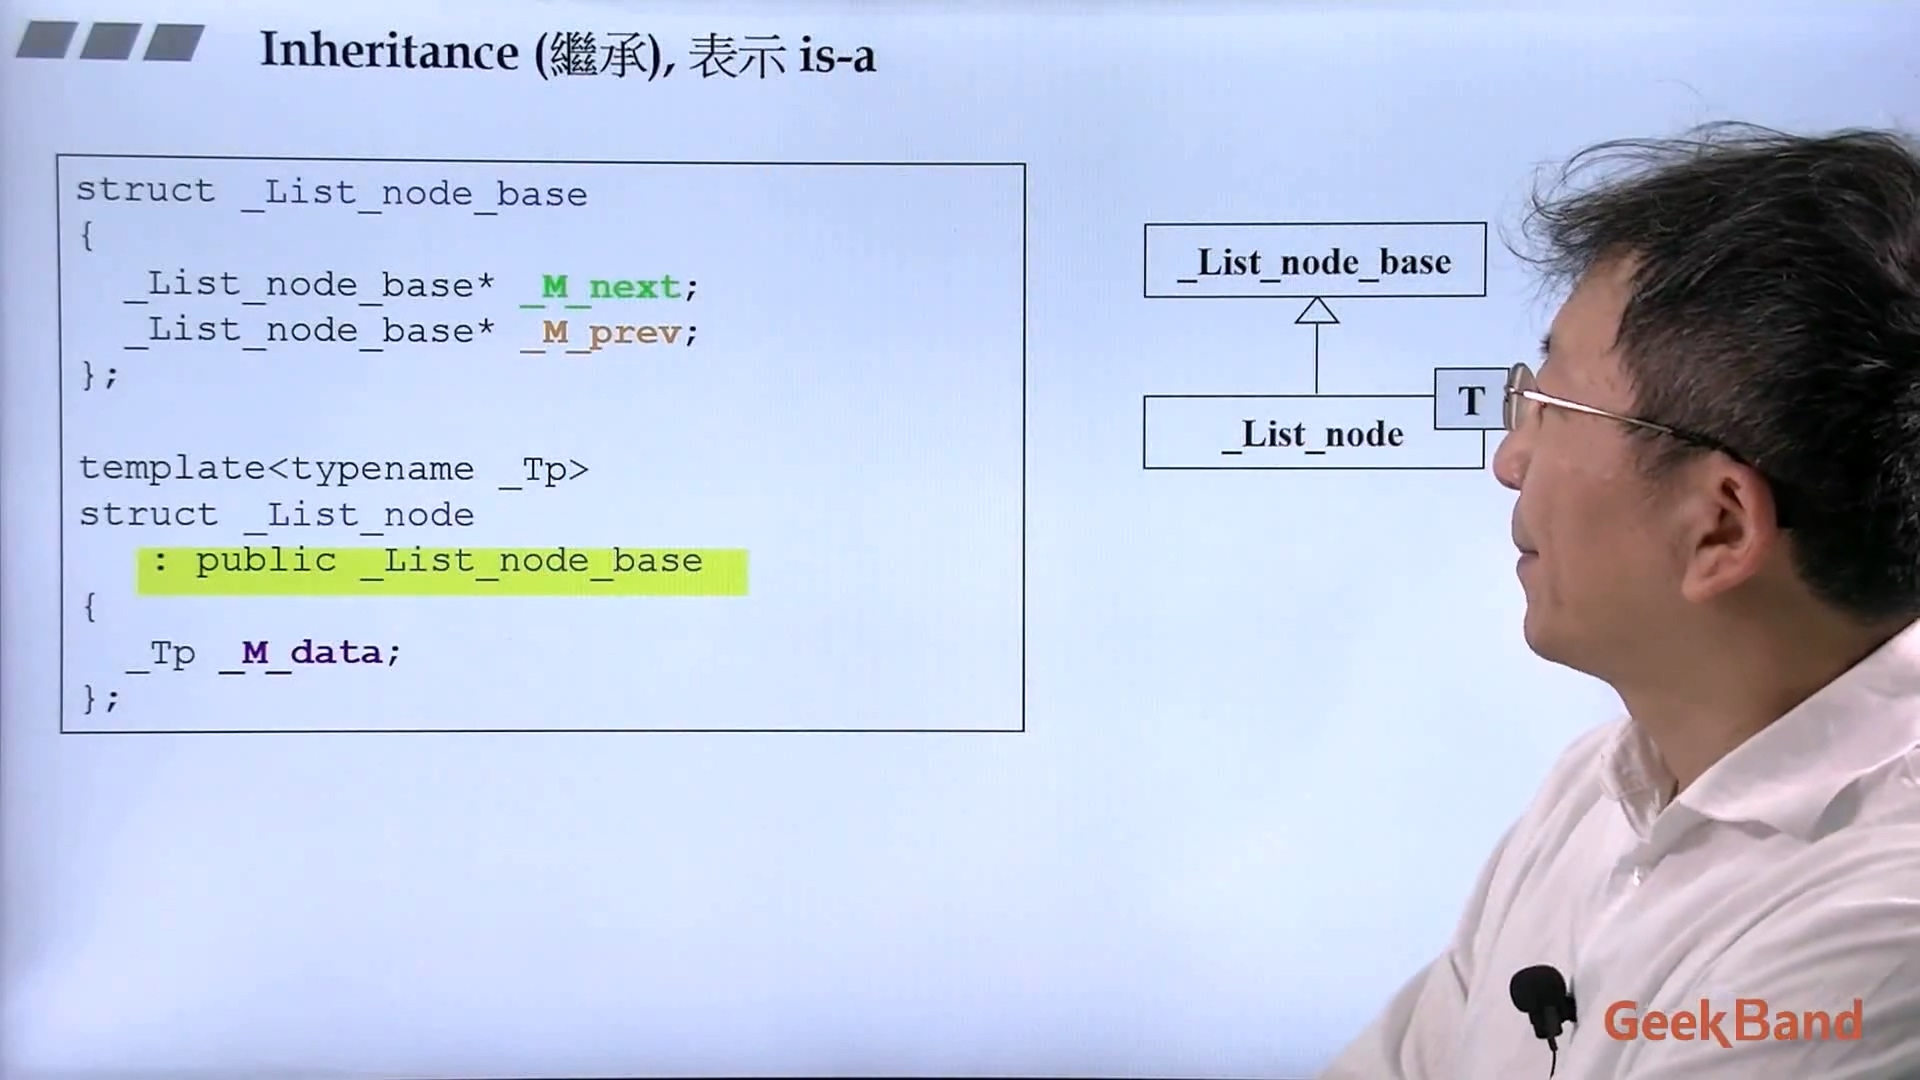 Inheritance (繼承), 表示 is-a
struct _List_node_base
{
_List_node_base* _M_next;
_List_node_base* _M_prev;
};
template<typename _Tp>
struct _List_node
: public _List_node_base
{
_Tp _M_data;
};
_List_node_base
T
_List_node
GeekBand